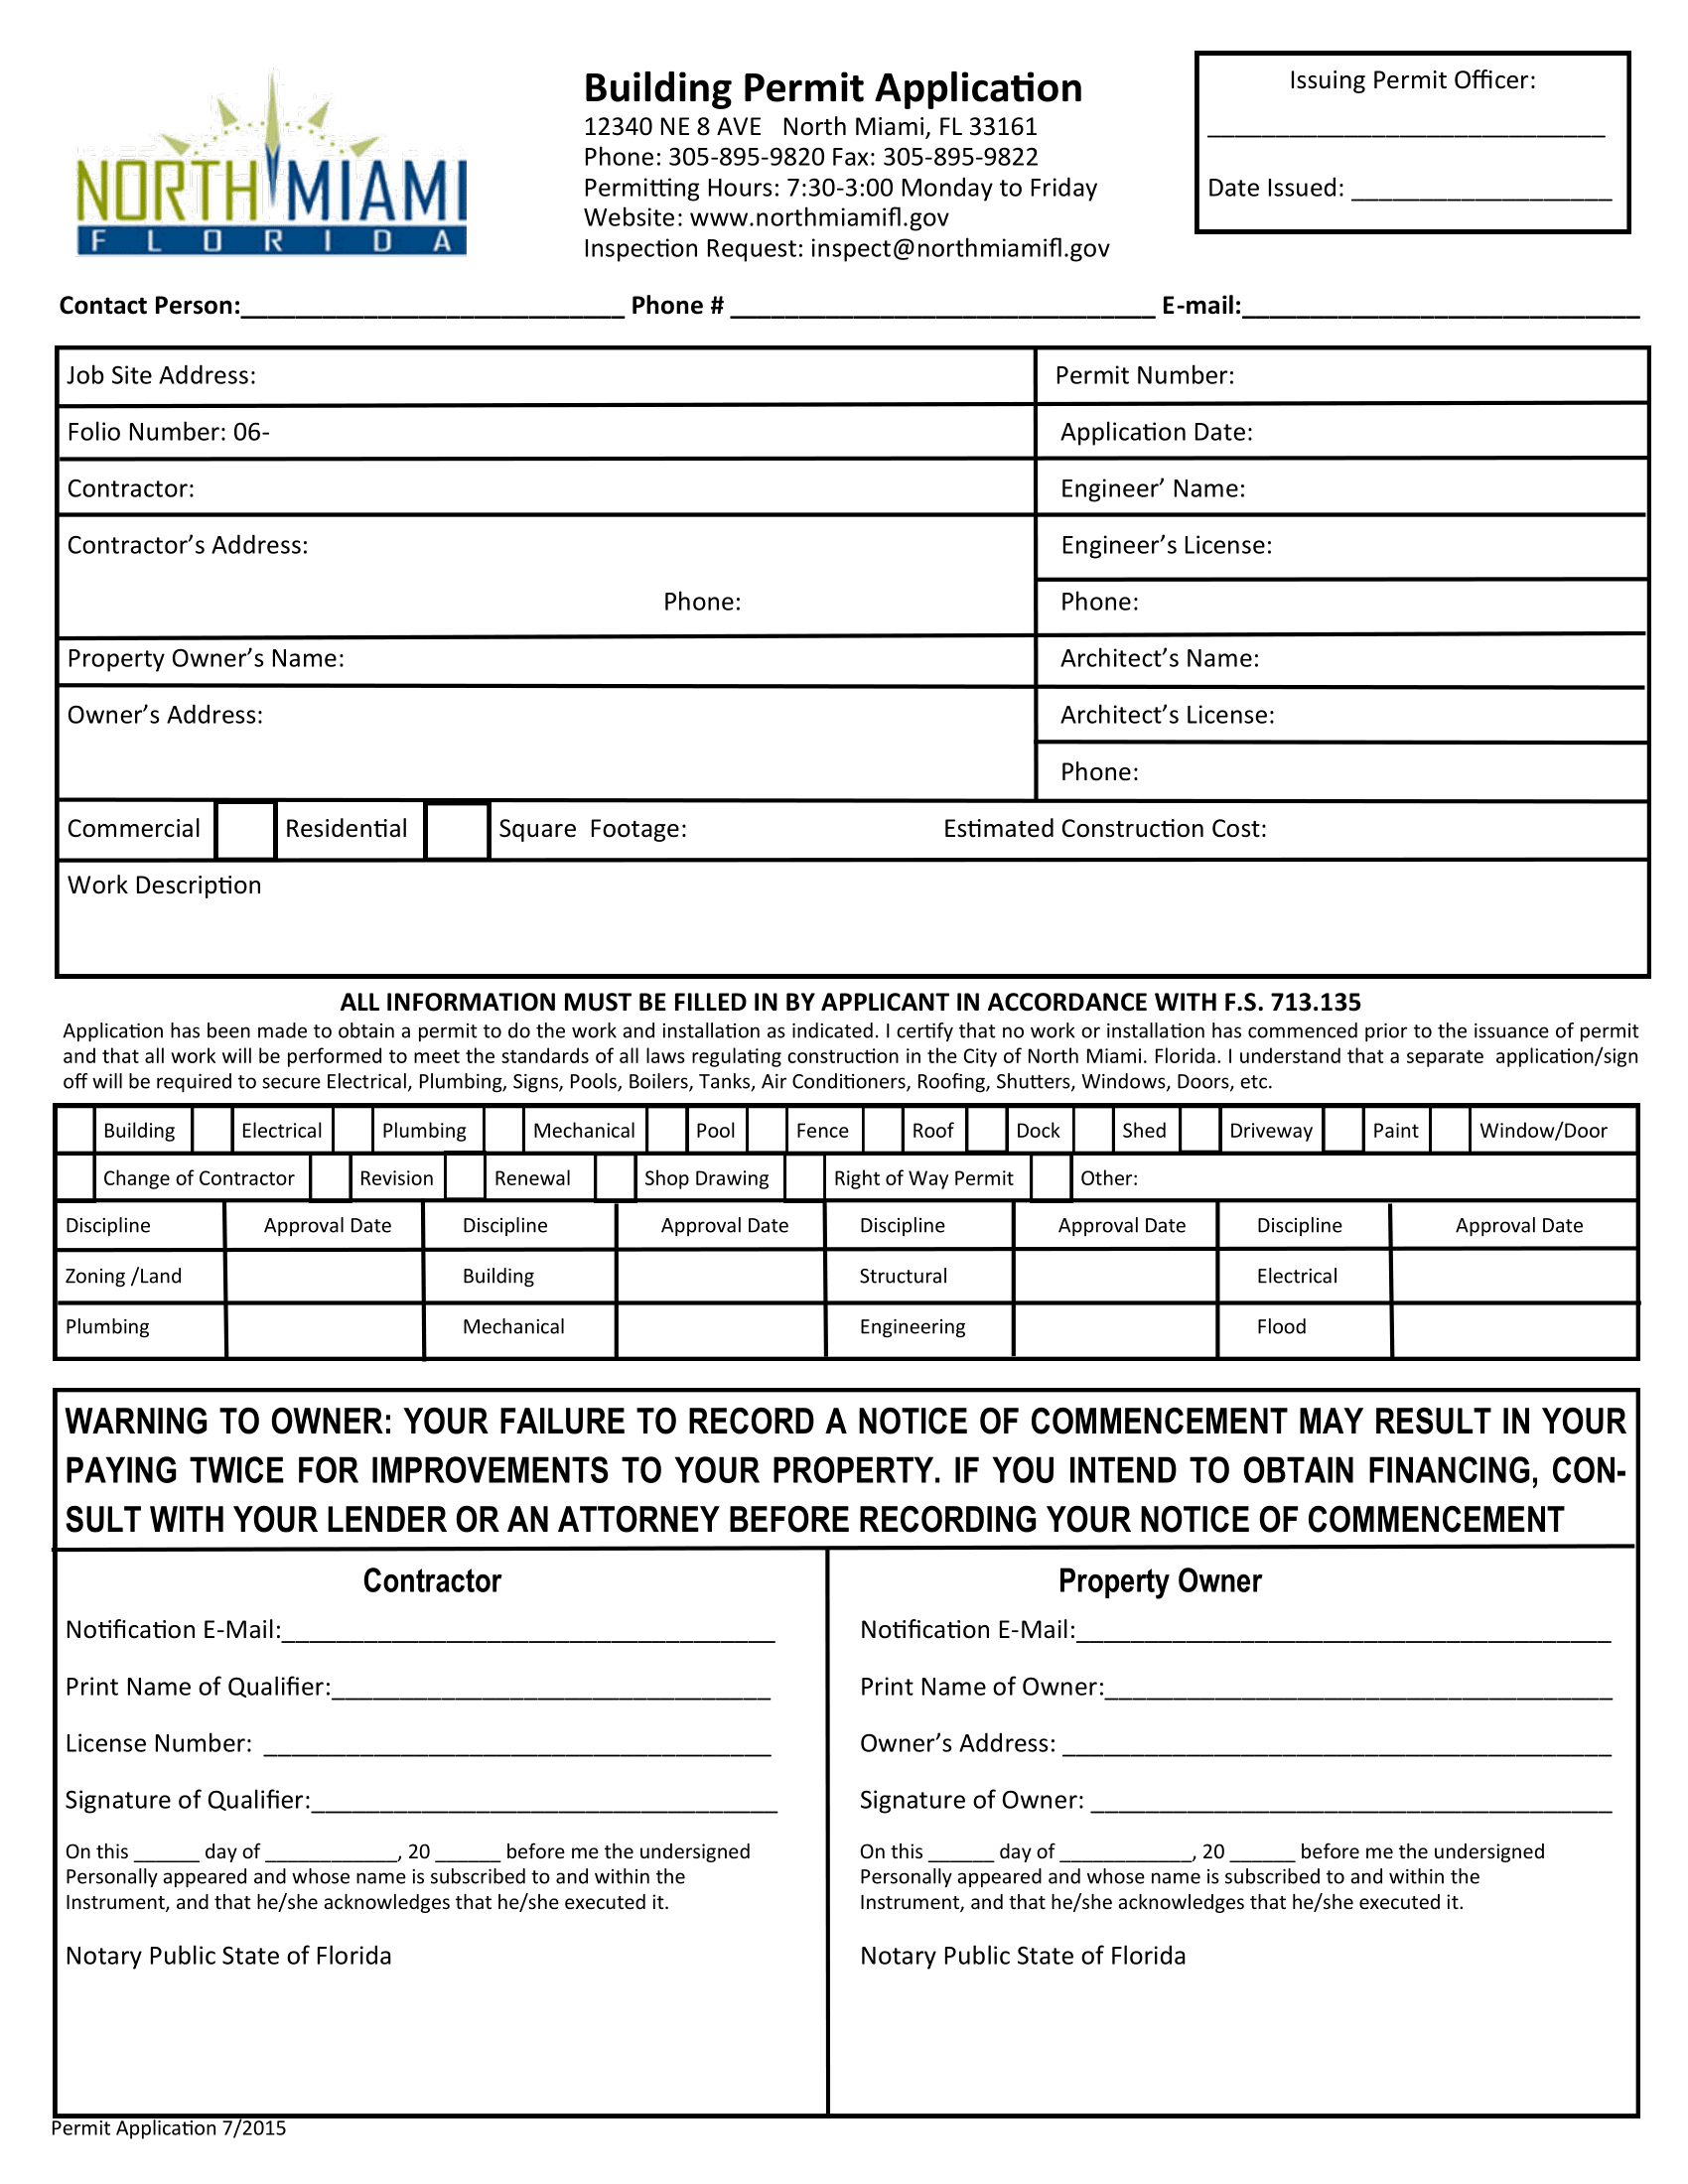 NORTH MIAMI
FLORIDA
Building Permit Application
12340 NE 8 AVE   North Miami, FL 33161
Phone: 305-895-9820 Fax: 305-895-9822
Permitting Hours: 7:30-3:00 Monday to Friday
Website: www.northmiamifl.gov
Inspection Request: inspect@northmiamifl.gov
Issuing Permit Officer:
Date Issued: ___________________
Contact Person:____________________________ Phone # _______________________________ E-mail:_____________________________
Job Site Address:
Permit Number:
Folio Number: 06-
Application Date:
Contractor:
Engineer’ Name:
Contractor’s Address:
Engineer’s License:
Phone:
Phone:
Property Owner’s Name:
Architect’s Name:
Owner’s Address:
Architect’s License:
Phone:
Commercial Residential Square  Footage: Estimated Construction Cost:
Work Description
ALL INFORMATION MUST BE FILLED IN BY APPLICANT IN ACCORDANCE WITH F.S. 713.135
Application has been made to obtain a permit to do the work and installation as indicated. I certify that no work or installation has commenced prior to the issuance of permit
and that all work will be performed to meet the standards of all laws regulating construction in the City of North Miami. Florida. I understand that a separate  application/sign
off will be required to secure Electrical, Plumbing, Signs, Pools, Boilers, Tanks, Air Conditioners, Roofing, Shutters, Windows, Doors, etc.
Building Electrical Plumbing Mechanical Pool Fence Roof Dock Shed Driveway Paint Window/Door
Change of Contractor Revision Renewal Shop Drawing Right of Way Permit Other:
Discipline Approval Date Discipline Approval Date Discipline Approval Date Discipline Approval Date
Zoning /Land Building Structural Electrical
Plumbing Mechanical Engineering Flood
WARNING TO OWNER: YOUR FAILURE TO RECORD A NOTICE OF COMMENCEMENT MAY RESULT IN YOUR
PAYING TWICE FOR IMPROVEMENTS TO YOUR PROPERTY. IF YOU INTEND TO OBTAIN FINANCING, CON-
SULT WITH YOUR LENDER OR AN ATTORNEY BEFORE RECORDING YOUR NOTICE OF COMMENCEMENT
Contractor
Notification E-Mail:____________________________________
Print Name of Qualifier:________________________________
License Number: _____________________________________
Signature of Qualifier:__________________________________
On this ______ day of ____________, 20 ______ before me the undersigned
Personally appeared and whose name is subscribed to and within the
Instrument, and that he/she acknowledges that he/she executed it.
Notary Public State of Florida
Property Owner
Notification E-Mail:_______________________________________
Print Name of Owner:_____________________________________
Owner’s Address: ________________________________________
Signature of Owner: ______________________________________
On this ______ day of ____________, 20 ______ before me the undersigned
Personally appeared and whose name is subscribed to and within the
Instrument, and that he/she acknowledges that he/she executed it.
Notary Public State of Florida
Permit Application 7/2015